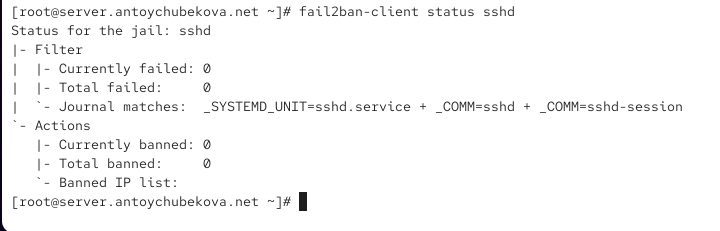 [root@server.antoychubekova.net ~]# fail2ban-client status sshd
Status for the jail: sshd
|- Filter
|  |- Currently failed: 0
|  |- Total failed:     0
|  `- Journal matches:  _SYSTEMD_UNIT=sshd.service + _COMM=sshd + _COMM=sshd-session
`- Actions
   |- Currently banned: 0
   |- Total banned:     0
   `- Banned IP list:
[root@server.antoychubekova.net ~]#